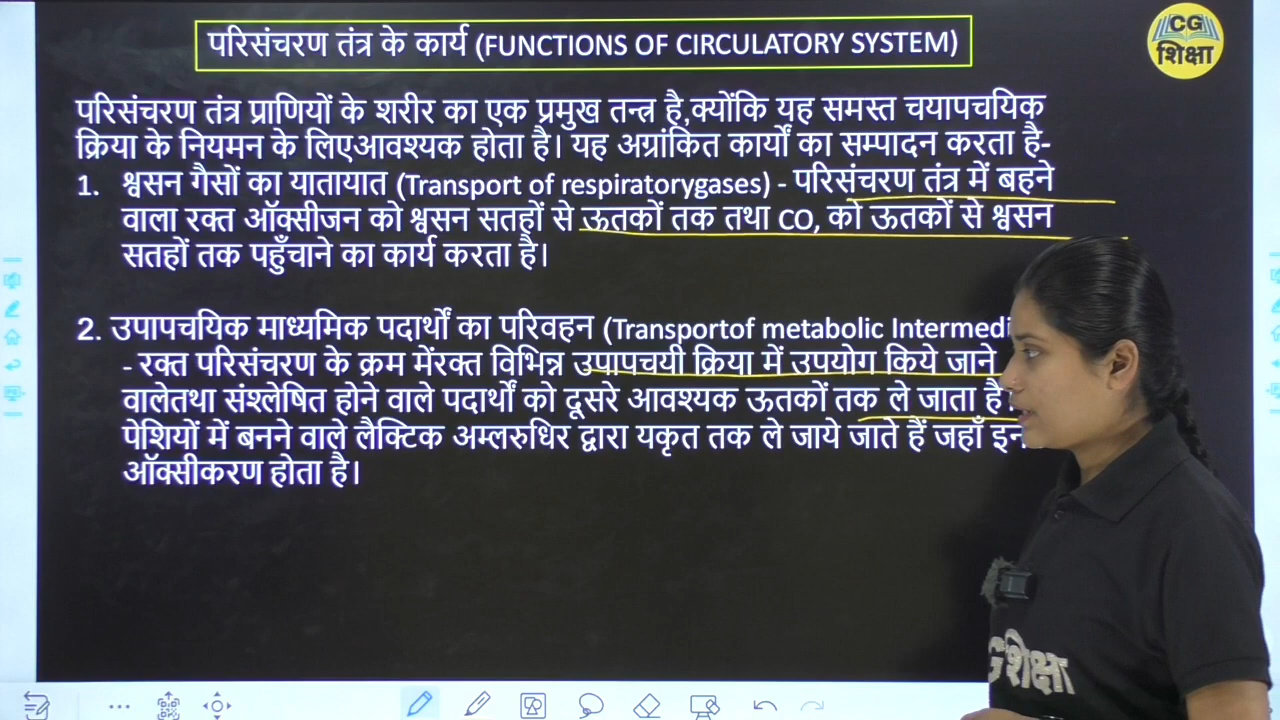 परिसंचरण तंत्र के कार्य (FUNCTIONS OF CIRCULATORY SYSTEM)
CG
शिक्षा
परिसंचरण तंत्र प्राणियों के शरीर का एक प्रमुख तन्त्र है,क्योंकि यह समस्त चयापचयिक
क्रिया के नियमन के लिएआवश्यक होता है। यह अग्रांकित कार्यों का सम्पादन करता है-
1. श्वसन गैसों का यातायात (Transport of respiratorygases) - परिसंचरण तंत्र में बहने
वाला रक्त ऑक्सीजन को श्वसन सतहों से ऊतकों तक तथा CO, को ऊतकों से श्वसन
सतहों तक पहुँचाने का कार्य करता है।
2. उपापचयिक माध्यमिक पदार्थों का परिवहन (Transportof metabolic
- रक्त परिसंचरण के क्रम मेंरक्त विभिन्न उपापचयी क्रिया में उपयोग किये जाने
वालेतथा संश्लेषित होने वाले पदार्थों को दूसरे आवश्यक ऊतकों तक ले जाता है
पेशियों में बनने वाले लैक्टिक अम्लरुधिर द्वारा यकृत तक ले जाये जाते हैं जहाँ
ऑक्सीकरण होता है।
शिक्षा